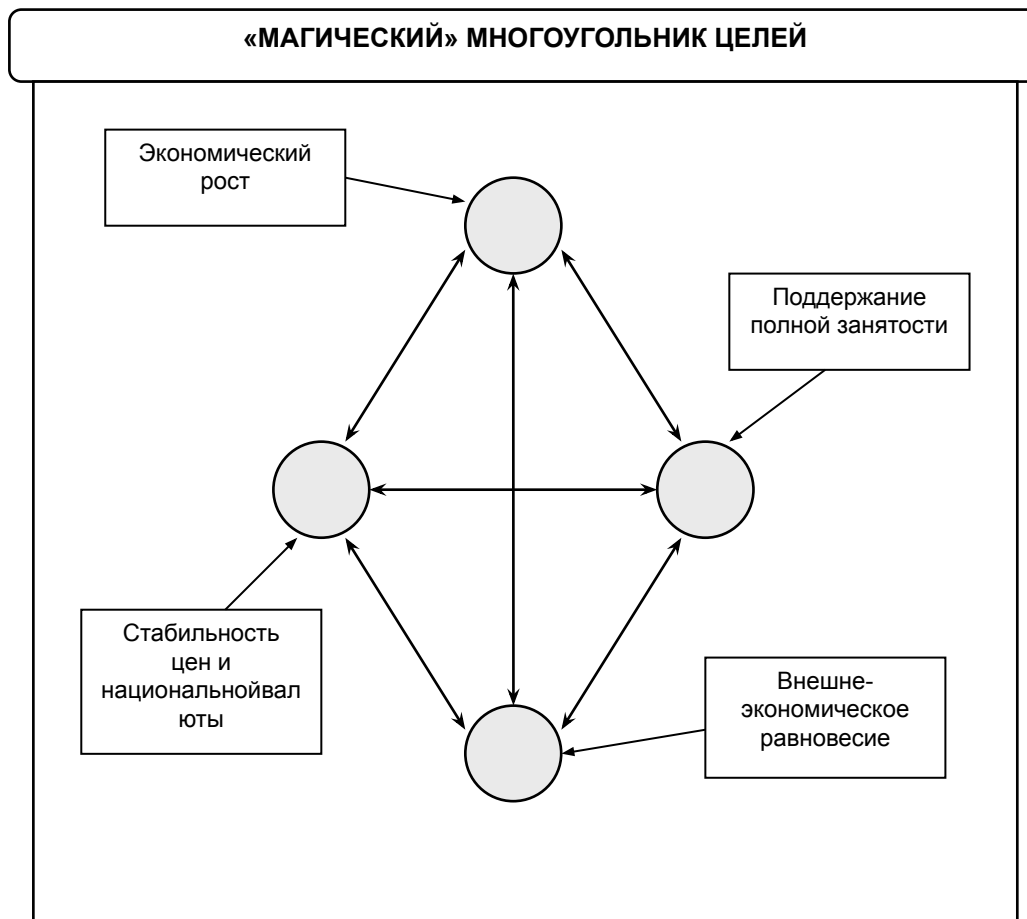 «МАГИЧЕСКИЙ» МНОГОУГОЛЬНИК ЦЕЛЕЙ
Экономический
рост
Поддержание
полной занятости
Стабильность
цен и
национальнойвал
юты
Внешне-
экономическое
равновесие